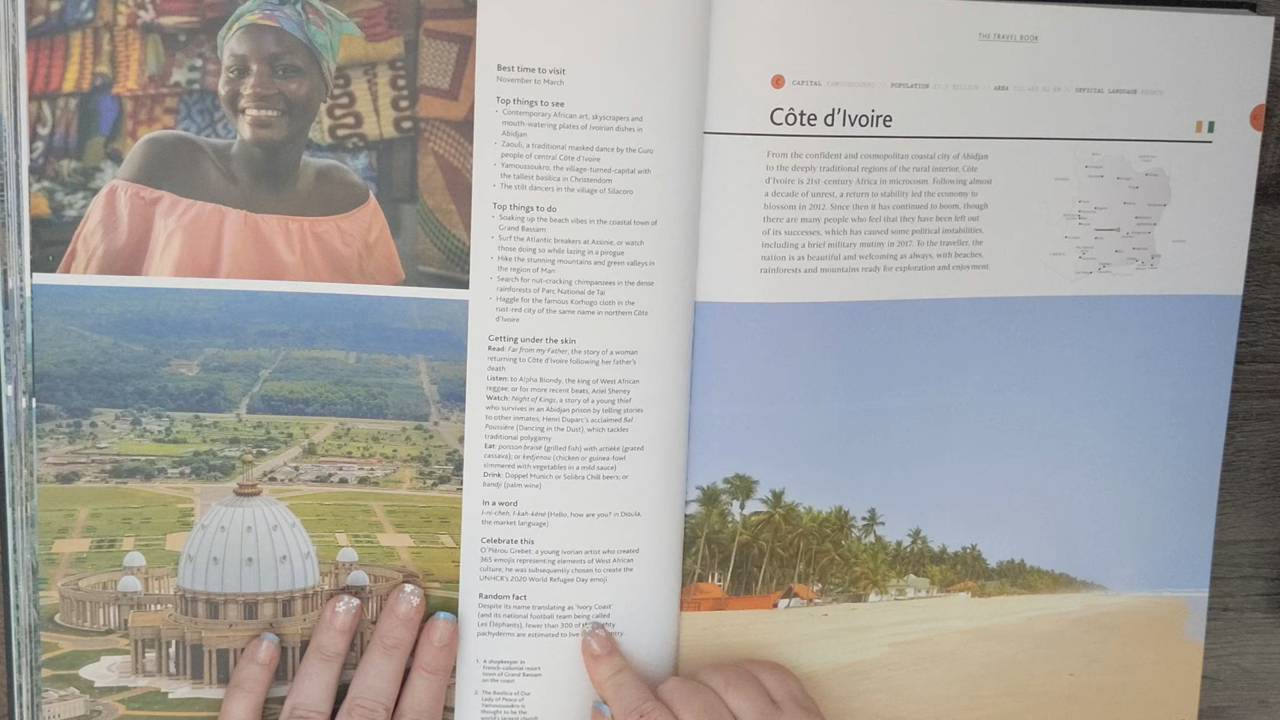 Best time to visit
November to March
Top things to see
• Contemporary African art, skyscrapers and
mouth-watering plates of Ivoirian dishes in
Abidjan
• Zaouli, a traditional masked dance by the Guro
people of central Côte d'Ivoire
• Yamoussoukro, the village-turned-capital with
the tallest basilica in Christendom
• The stilt dancers in the village of Silacoro
Top things to do
• Soaking up the beach vibes in the coastal town of
Grand Bassam
• Surf the Atlantic breakers at Assinie, or watch
those doing so while lazing in a pirogue
• Hike the stunning mountains and green valleys in
the region of Man
• Search for nut-cracking chimpanzees in the dense
rainforests of Parc National de Taï
• Haggle for the famous Korhogo cloth in the
rust-red city of the same name in northern Côte
d'Ivoire
Getting under the skin
Read: Far from my Father, the story of a woman
returning to Côte d'Ivoire following her father's
death
Listen: to Alpha Blondy, the king of West African
reggae; or for more recent beats, Ariel Sheney
Watch: Night of Kings, a story of a young thief
who survives in an Abidjan prison by telling stories
to other inmates; Henri Duparc's acclaimed Bal
Poussière (Dancing in the Dust), which tackles
traditional polygamy
Eat: poisson braisé (grilled fish) with attiéké (grated
cassava); or kedjenou (chicken or guinea-fowl
simmered with vegetables in a mild sauce)
Drink: Doppel Munich or Solibra Chill beers; or
bandji (palm wine)
In a word
I-ni-cheh, I-kah-kéné (Hello, how are you? in Dioula,
the market language)
Celebrate this
O'Plérou Grebet: a young Ivorian artist who created
365 emojis representing elements of West African
culture; he was subsequently chosen to create the
UNHCR's 2020 World Refugee Day emoji
Random fact
Despite its name translating as 'Ivory Coast'
(and its national football team being called
Les Éléphants), fewer than 300 of
pachyderms are estimated to live
1. A shopkeeper in
French-colonial resort
town of Grand Bassam
on the coast
2. The Basilica of Our
Lady of Peace of
Yamoussoukro is
thought to be the
world's largest church
THE TRAVEL BOOK
C CAPITAL YAMOUSSOUKRO // POPULATION // AREA // OFFICIAL LANGUAGE FRENCH
Côte d'Ivoire
From the confident and cosmopolitan coastal city of Abidjan
to the deeply traditional regions of the rural interior, Côte
d'Ivoire is 21st-century Africa in microcosm. Following almost
a decade of unrest, a return to stability led the economy to
blossom in 2012. Since then it has continued to boom, though
there are many people who feel that they have been left out
of its successes, which has caused some political instabilities,
including a brief military mutiny in 2017. To the traveller, the
nation is as beautiful and welcoming as always, with beaches,
rainforests and mountains ready for exploration and enjoyment